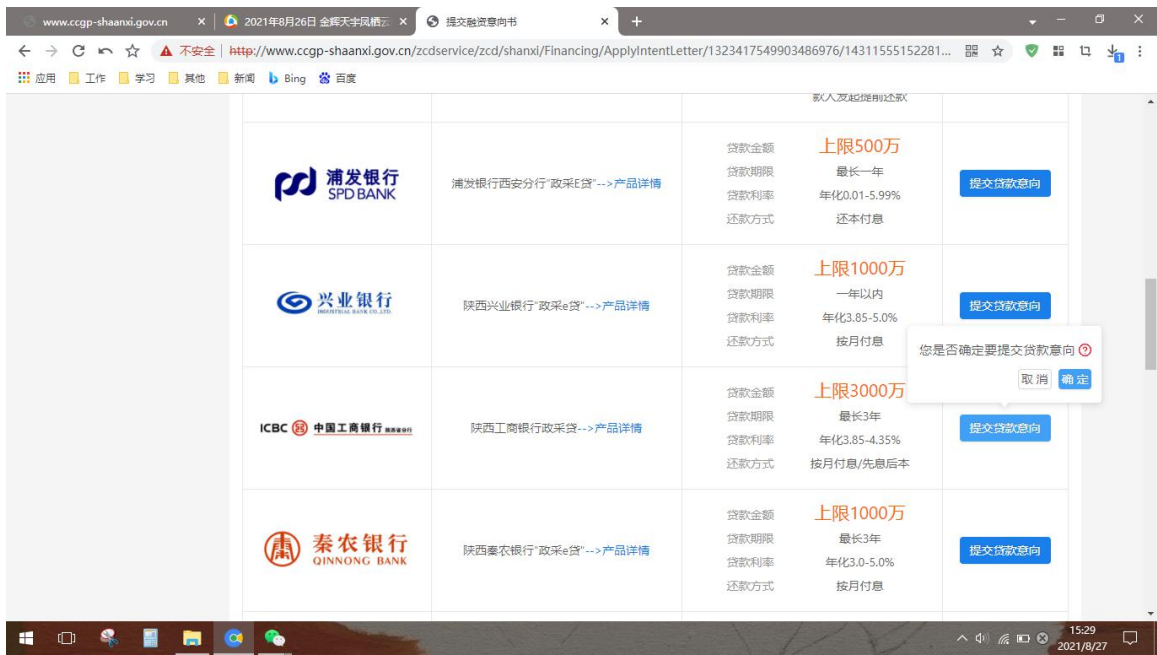 www.ccgp-shaanxi.gov.cn
2021年8月26日 金辉天宇凤栖云
提交融资意向书
不安全 http://www.ccgp-shaanxi.gov.cn/zcdservice/zcd/shanxi/Financing/ApplyIntentLetter/1323417549903486976/14311555152281...
应用 工作 学习 其他 新闻 Bing 百度
款人发起提前还款
浦发银行
SPD BANK
浦发银行西安分行"政采E贷"-->产品详情
贷款金额 上限500万
贷款期限 最长一年
贷款利率 年化0.01-5.99%
还款方式 还本付息
提交贷款意向
兴业银行
INDUSTRIAL BANK CO.,LTD.
陕西兴业银行"政采e贷"-->产品详情
贷款金额 上限1000万
贷款期限 一年以内
贷款利率 年化3.85-5.0%
还款方式 按月付息
提交贷款意向
您是否确定要提交贷款意向
取消 确定
ICBC 中国工商银行
陕西工商银行政采贷-->产品详情
贷款金额 上限3000万
贷款期限 最长3年
贷款利率 年化3.85-4.35%
还款方式 按月付息/先息后本
提交贷款意向
秦农银行
QINNONG BANK
陕西秦农银行"政采e贷"-->产品详情
贷款金额 上限1000万
贷款期限 最长3年
贷款利率 年化3.0-5.0%
还款方式 按月付息
提交贷款意向
15:29
2021/8/27